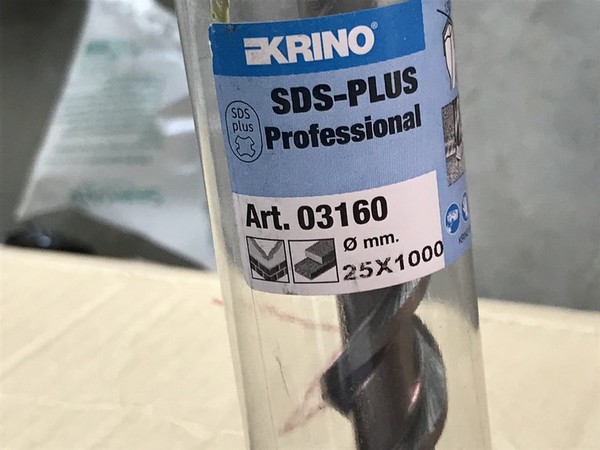 KRINO®
SDS plus
SDS-PLUS
Professional
Art. 03160
Ø mm.
25X1000